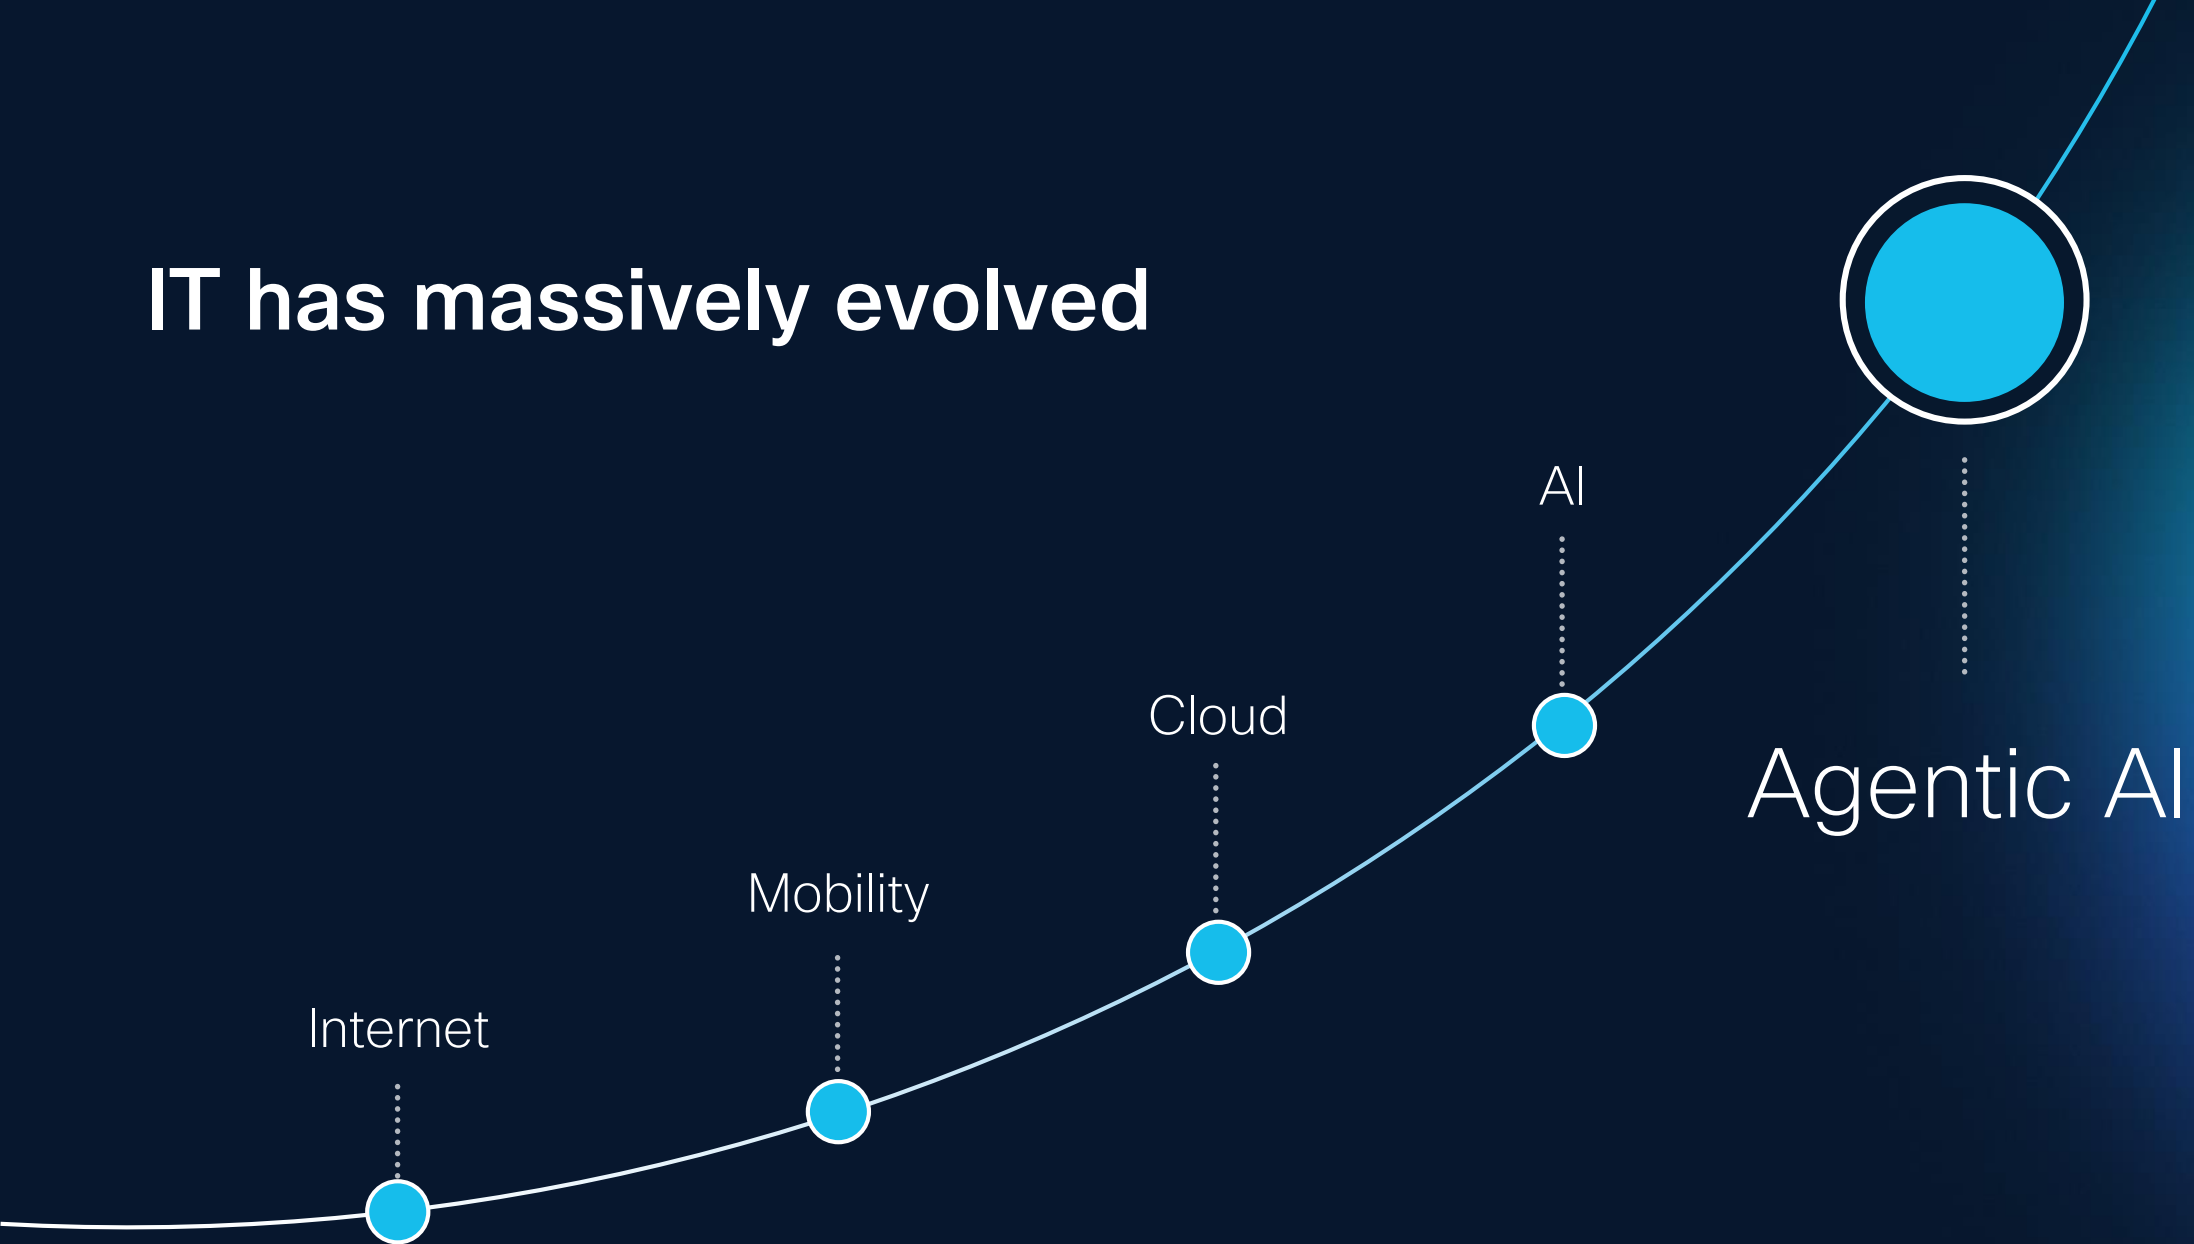 IT has massively evolved
Internet
Mobility
Cloud
AI
Agentic AI